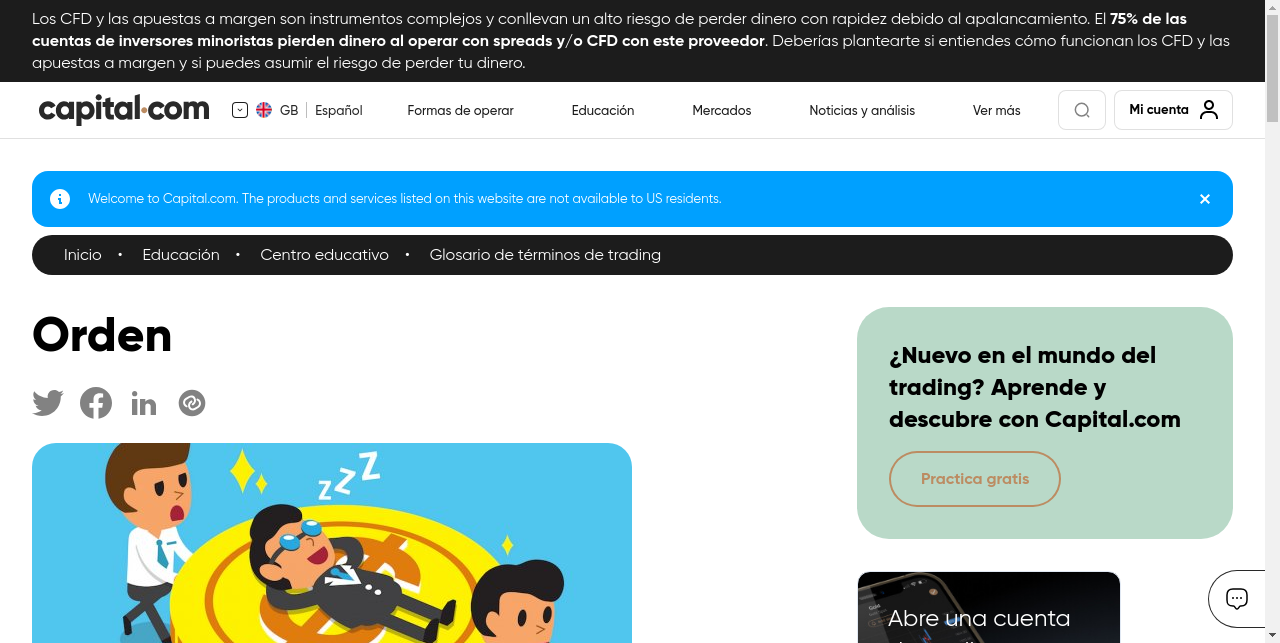 Los CFD y las apuestas a margen son instrumentos complejos y conllevan un alto riesgo de perder dinero con rapidez debido al apalancamiento. El 75% de las
cuentas de inversores minoristas pierden dinero al operar con spreads y/o CFD con este proveedor. Deberías plantearte si entiendes cómo funcionan los CFD y las
apuestas a margen y si puedes asumir el riesgo de perder tu dinero.
capital.com GB Español Formas de operar Educación Mercados Noticias y análisis Ver más Mi cuenta
Welcome to Capital.com. The products and services listed on this website are not available to US residents.
Inicio • Educación • Centro educativo • Glosario de términos de trading
Orden
z Z Z
¿Nuevo en el mundo del
trading? Aprende y
descubre con Capital.com
Practica gratis
Abre una cuenta